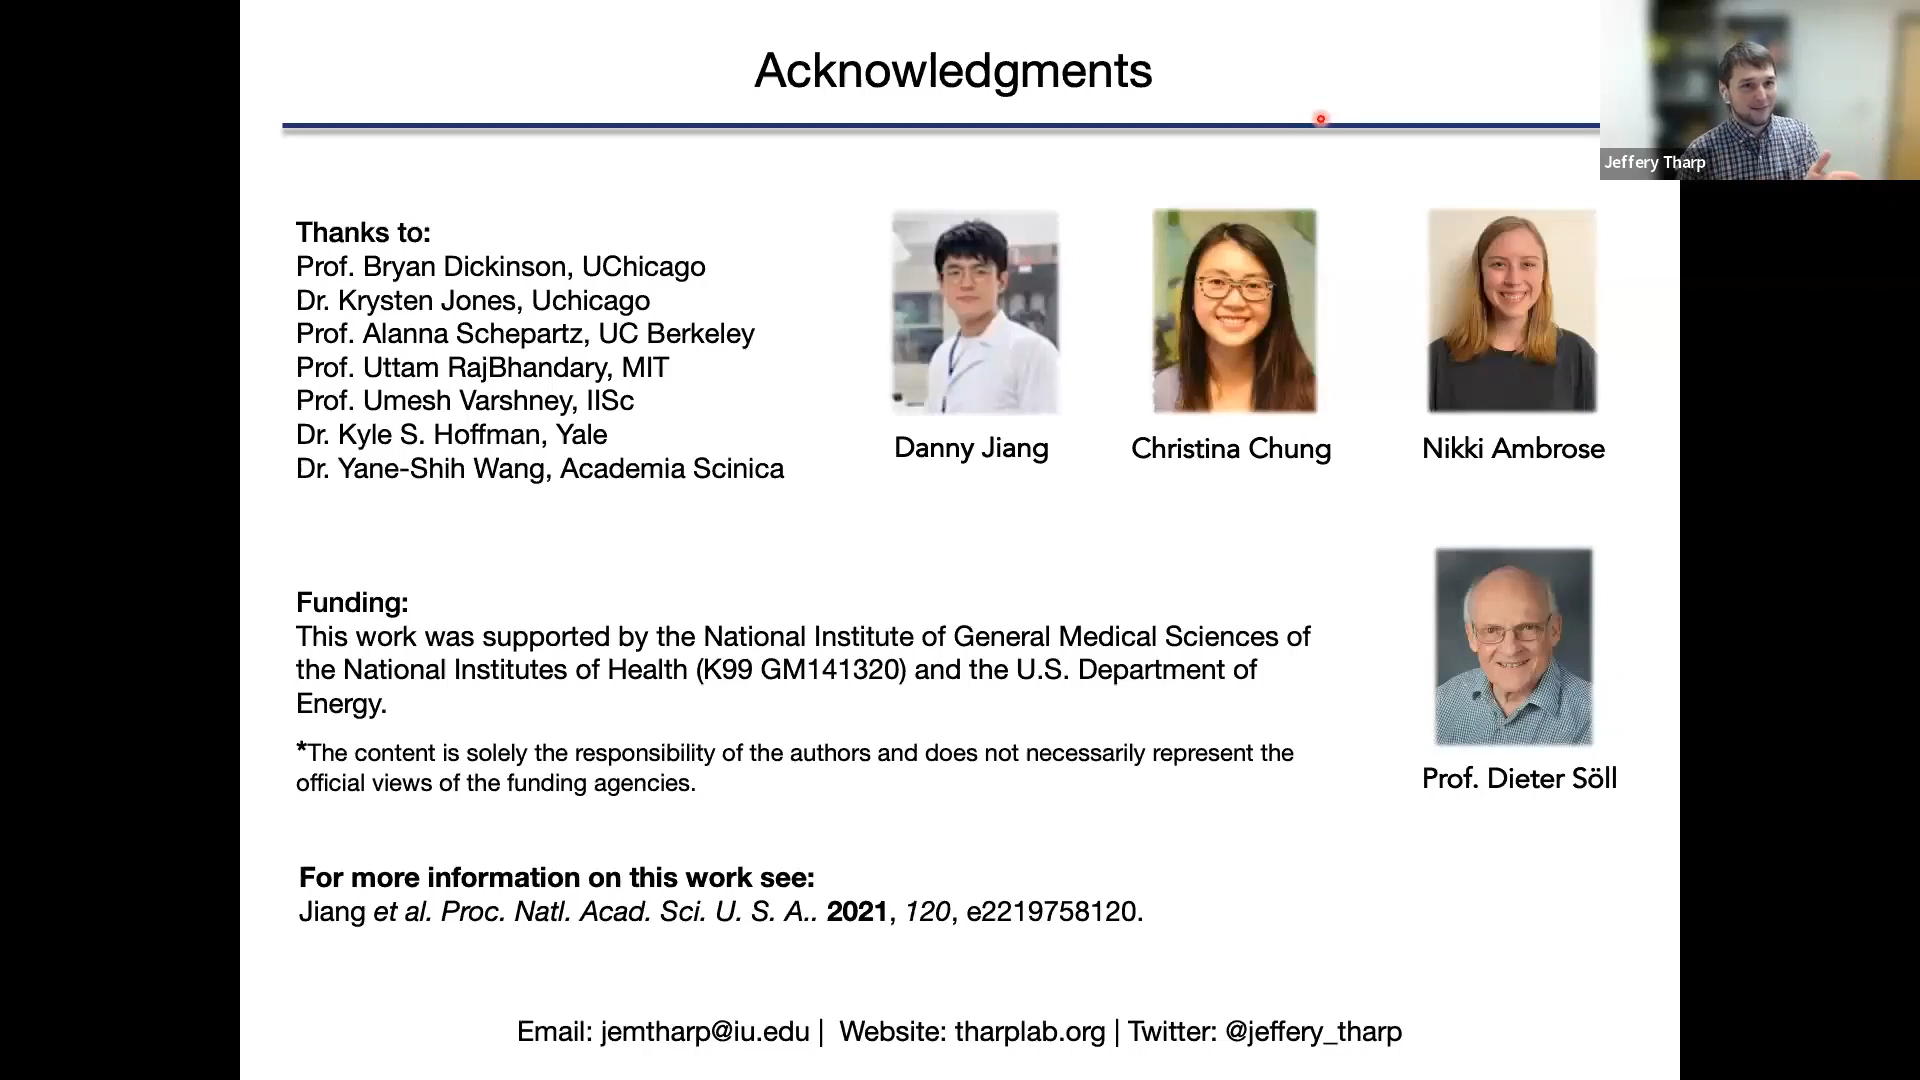 Acknowledgments
Jeffery Tharp
Thanks to:
Prof. Bryan Dickinson, UChicago
Dr. Krysten Jones, Uchicago
Prof. Alanna Schepartz, UC Berkeley
Prof. Uttam RajBhandary, MIT
Prof. Umesh Varshney, IISc
Dr. Kyle S. Hoffman, Yale
Dr. Yane-Shih Wang, Academia Scinica
Danny Jiang
Christina Chung
Nikki Ambrose
Funding:
This work was supported by the National Institute of General Medical Sciences of
the National Institutes of Health (K99 GM141320) and the U.S. Department of
Energy.
*The content is solely the responsibility of the authors and does not necessarily represent the
official views of the funding agencies.
Prof. Dieter Söll
For more information on this work see:
Jiang et al. Proc. Natl. Acad. Sci. U. S. A.. 2021, 120, e2219758120.
Email: jemtharp@iu.edu | Website: tharplab.org | Twitter: @jeffery_tharp